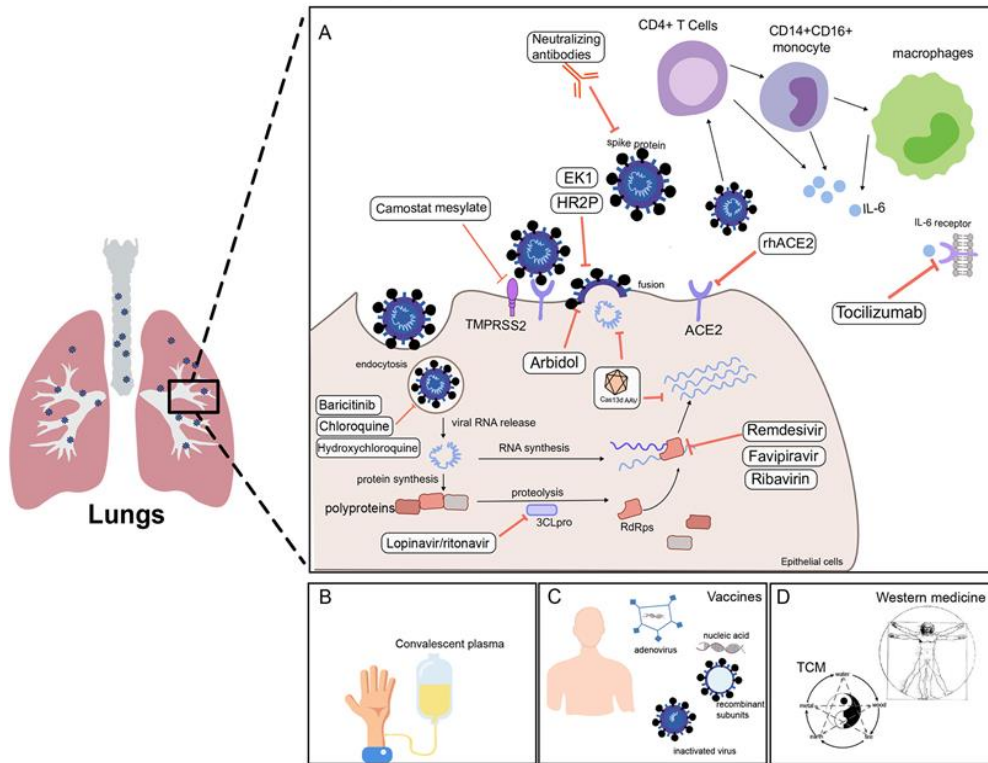 A
Neutralizing
antibodies
CD4+ T Cells
CD14+CD16+
monocyte
macrophages
spike protein
EK1
HR2P
Camostat mesylate
IL-6
IL-6 receptor
rhACE2
fusion
TMPRSS2
ACE2
Tocilizumab
endocytosis
Arbidol
Cas13d AAV
Baricitinib
Chloroquine
Hydroxychloroquine
viral RNA release
RNA synthesis
Remdesivir
Favipiravir
Ribavirin
protein synthesis
polyproteins
proteolysis
3CLpro
RdRps
Lopinavir/ritonavir
Epithelial cells
Lungs
B
Convalescent plasma
C
Vaccines
adenovirus
nucleic acid
recombinant
subunits
inactivated virus
D
Western medicine
TCM
water
metal
wood
earth
fire